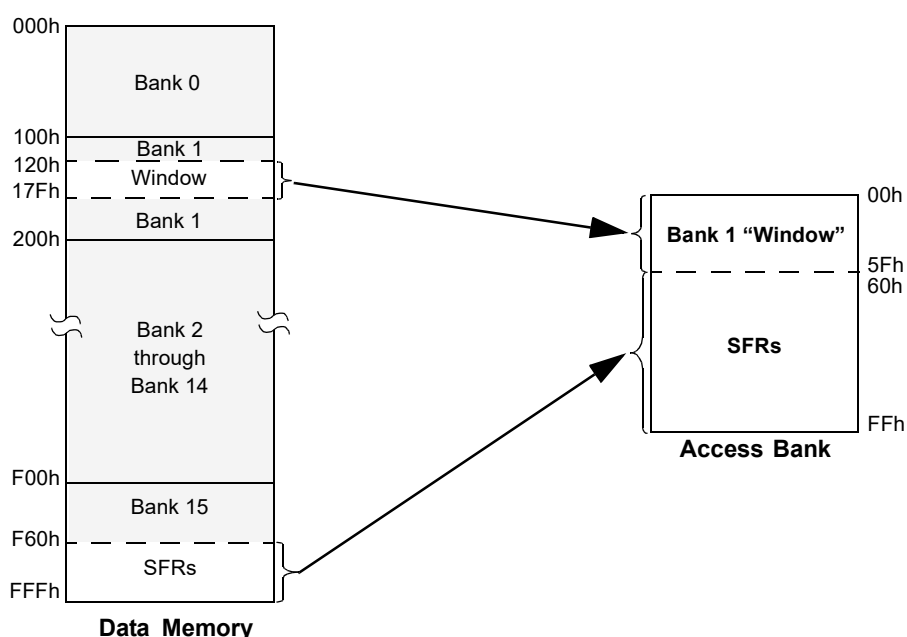 000h
Bank 0
100h
Bank 1
120h
Window
17Fh
Bank 1
200h
Bank 2
through
Bank 14
F00h
Bank 15
F60h
SFRs
FFFh
Data Memory
00h
Bank 1 “Window”
5Fh
60h
SFRs
FFh
Access Bank